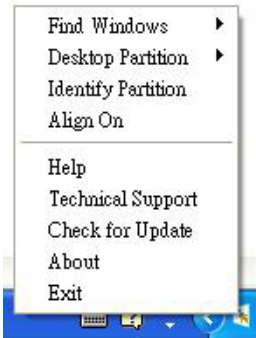 Find Windows
Desktop Partition
Identify Partition
Align On
Help
Technical Support
Check for Update
About
Exit